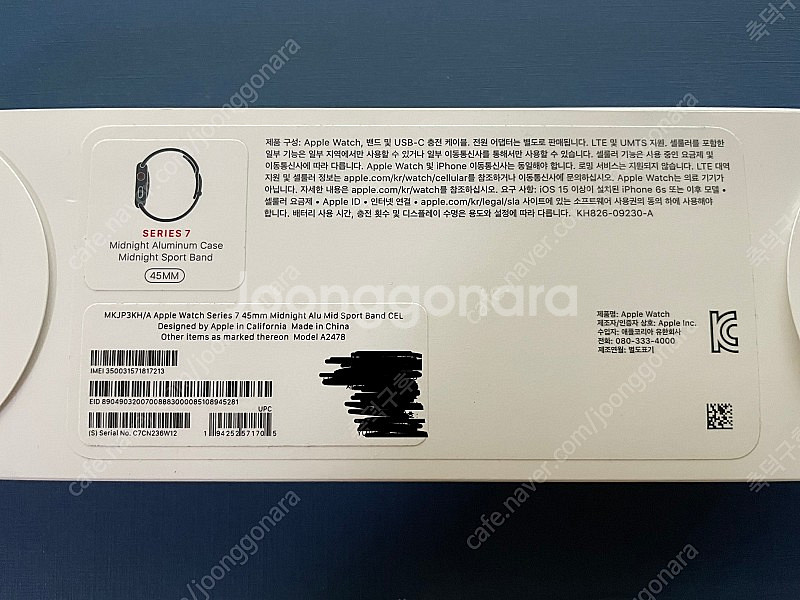 제품 구성: Apple Watch, 밴드 및 USB-C 충전 케이블. 전원 어댑터는 별도로 판매됩니다. LTE 및 UMTS 지원. 셀룰러를 포함한
일부 기능은 일부 지역에서만 사용할 수 있거나 일부 이동통신사를 통해서만 사용할 수 있습니다. 셀룰러 기능은 사용 중인 요금제 및
이동통신사에 따라 다릅니다. Apple Watch 및 iPhone 이동통신사는 동일해야 합니다. 로밍 서비스는 지원되지 않습니다. LTE 대역
지원 및 셀룰러 정보는 apple.com/kr/watch/cellular를 참조하거나 이동통신사에 문의하십시오. Apple Watch는 의료 기기가
아닙니다. 자세한 내용은 apple.com/kr/watch를 참조하십시오. 요구 사항: iOS 15 이상이 설치된 iPhone 6s 또는 이후 모델 •
셀룰러 요금제 • Apple ID • 인터넷 연결 • apple.com/kr/legal/sla 사이트에 있는 소프트웨어 사용권의 동의 하에 사용해야
합니다. 배터리 사용 시간, 충전 횟수 및 디스플레이 수명은 용도와 설정에 따라 다릅니다. KH826-09230-A
SERIES 7
Midnight Aluminum Case
Midnight Sport Band
45MM
MKJP3KH/A Apple Watch Series 7 45mm Midnight Alu Mid Sport Band CEL
Designed by Apple in California Made in China
Other items as marked thereon Model A2478
IMEI 350031571817213
EID 89049032007008883000085108945281
UPC
(S) Serial No. C7CN236W12
1 94252 57170 5
제품명: Apple Watch
제조자/인증자 상호: Apple Inc.
수입자: 애플코리아 유한회사
전화: 080-333-4000
제조연월: 별도표기
Joonggonara
cafe.naver.com/joonggonara